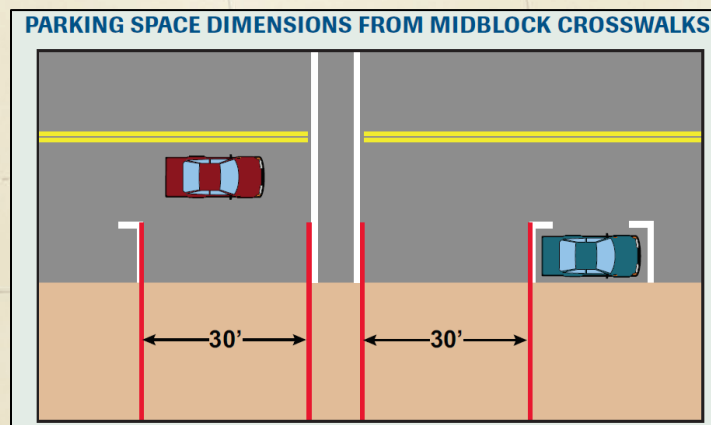 PARKING SPACE DIMENSIONS FROM MIDBLOCK CROSSWALKS
30’ 30’